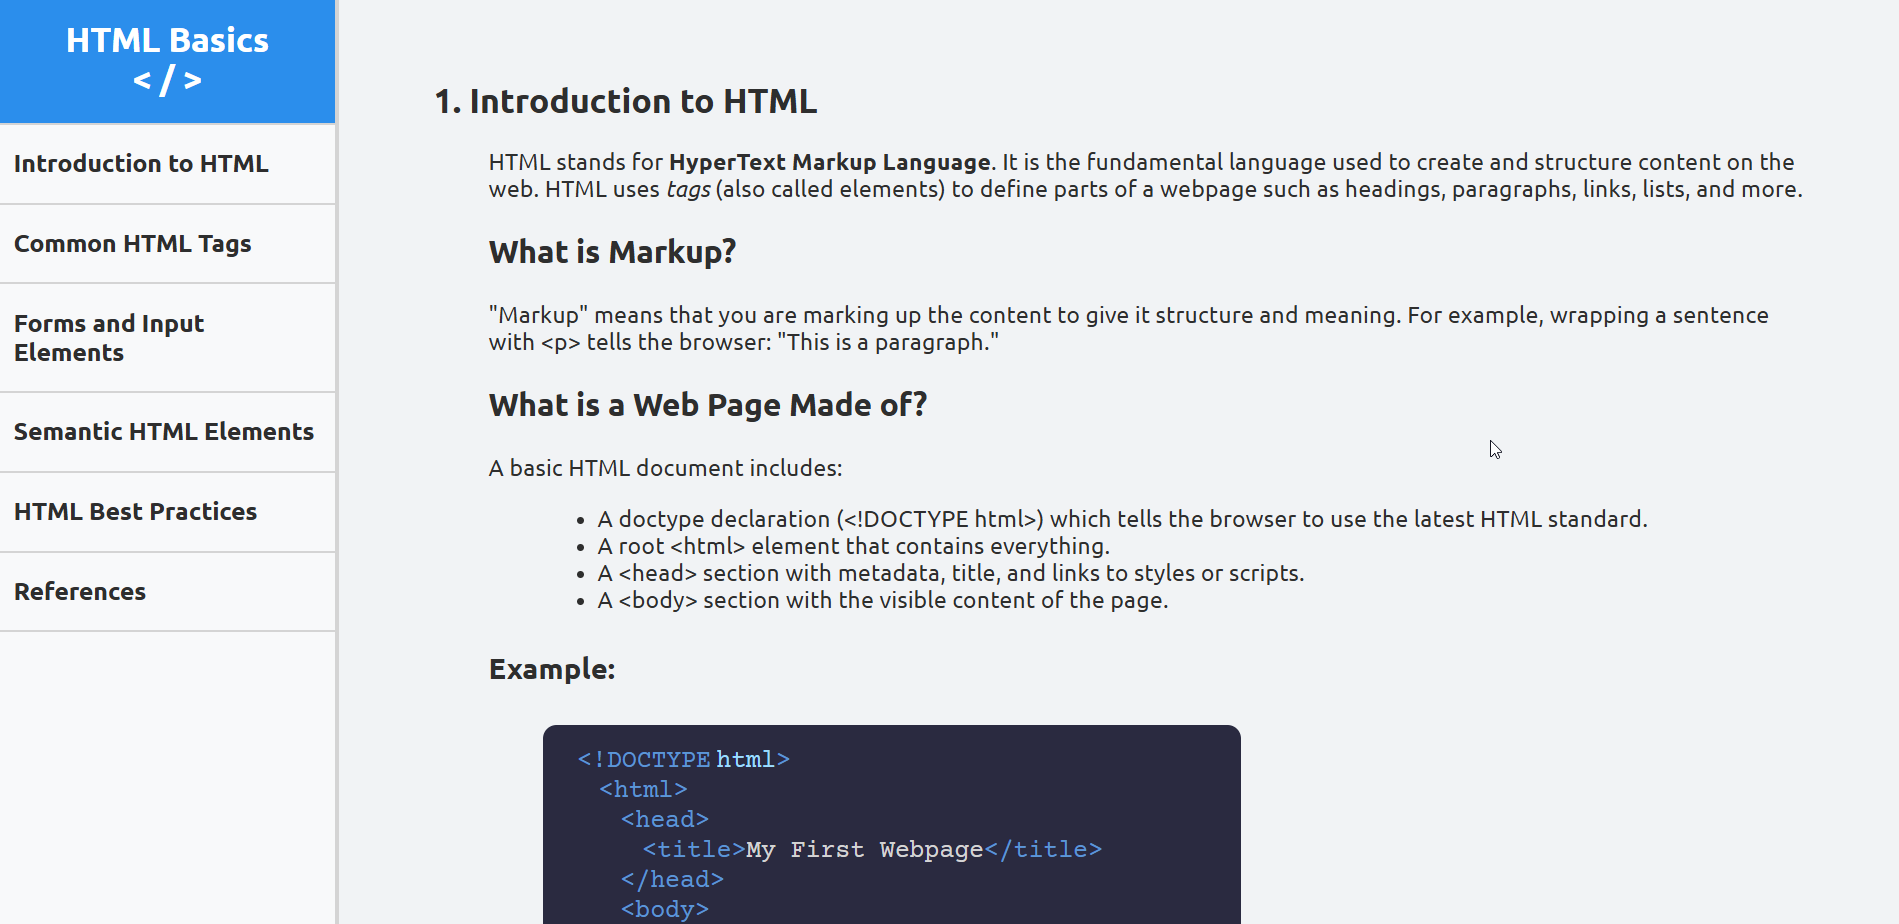 HTML Basics
< / >
Introduction to HTML
Common HTML Tags
Forms and Input
Elements
Semantic HTML Elements
HTML Best Practices
References
1. Introduction to HTML
HTML stands for HyperText Markup Language. It is the fundamental language used to create and structure content on the
web. HTML uses tags (also called elements) to define parts of a webpage such as headings, paragraphs, links, lists, and more.
What is Markup?
"Markup" means that you are marking up the content to give it structure and meaning. For example, wrapping a sentence
with <p> tells the browser: "This is a paragraph."
What is a Web Page Made of?
A basic HTML document includes:
• A doctype declaration (<!DOCTYPE html>) which tells the browser to use the latest HTML standard.
• A root <html> element that contains everything.
• A <head> section with metadata, title, and links to styles or scripts.
• A <body> section with the visible content of the page.
Example:
<!DOCTYPE html>
<html>
<head>
<title>My First Webpage</title>
</head>
<body>